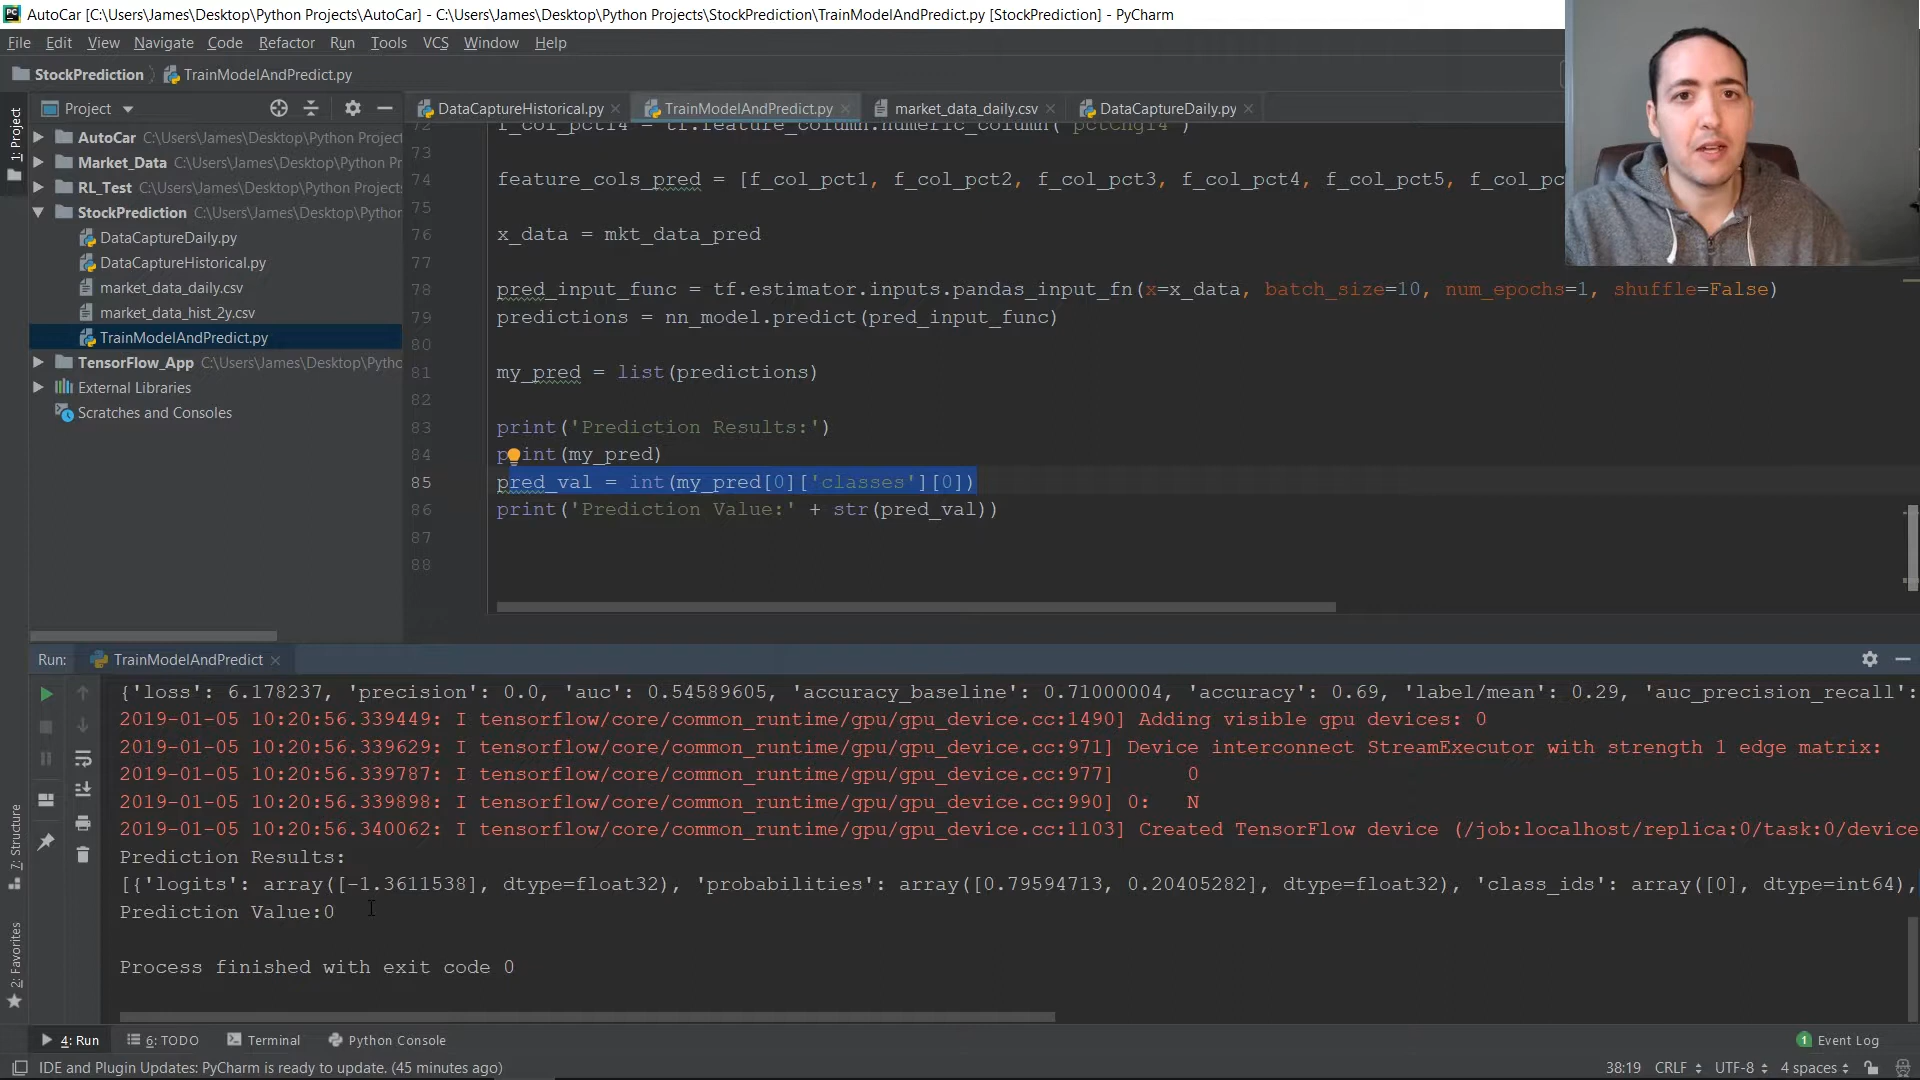 AutoCar [C:\Users\James\Desktop\Python Projects\AutoCar] - C:\Users\James\Desktop\Python Projects\StockPrediction\TrainModelAndPredict.py [StockPrediction] - PyCharm
File Edit View Navigate Code Refactor Run Tools VCS Window Help
StockPrediction TrainModelAndPredict.py
Project
DataCaptureHistorical.py TrainModelAndPredict.py market_data_daily.csv DataCaptureDaily.py
1: Project
AutoCar C:\Users\James\Desktop\Python Project
Market_Data C:\Users\James\Desktop\Python Pr
RL_Test C:\Users\James\Desktop\Python Projects
StockPrediction C:\Users\James\Desktop\Python
DataCaptureDaily.py
DataCaptureHistorical.py
market_data_daily.csv
market_data_hist_2y.csv
TrainModelAndPredict.py
TensorFlow_App C:\Users\James\Desktop\Pytho
External Libraries
Scratches and Consoles
72 f_col_pct14 = tf.feature_column.numeric_column('pctChg14')
73
74 feature_cols_pred = [f_col_pct1, f_col_pct2, f_col_pct3, f_col_pct4, f_col_pct5, f_col_pc
75
76 x_data = mkt_data_pred
77
78 pred_input_func = tf.estimator.inputs.pandas_input_fn(x=x_data, batch_size=10, num_epochs=1, shuffle=False)
79 predictions = nn_model.predict(pred_input_func)
80
81 my_pred = list(predictions)
82
83 print('Prediction Results:')
84 print(my_pred)
85 pred_val = int(my_pred[0]['classes'][0])
86 print('Prediction Value:' + str(pred_val))
87
88
Run: TrainModelAndPredict
{'loss': 6.178237, 'precision': 0.0, 'auc': 0.54589605, 'accuracy_baseline': 0.71000004, 'accuracy': 0.69, 'label/mean': 0.29, 'auc_precision_recall':
2019-01-05 10:20:56.339449: I tensorflow/core/common_runtime/gpu/gpu_device.cc:1490] Adding visible gpu devices: 0
2019-01-05 10:20:56.339629: I tensorflow/core/common_runtime/gpu/gpu_device.cc:971] Device interconnect StreamExecutor with strength 1 edge matrix:
2019-01-05 10:20:56.339787: I tensorflow/core/common_runtime/gpu/gpu_device.cc:977] 0
2019-01-05 10:20:56.339898: I tensorflow/core/common_runtime/gpu/gpu_device.cc:990] 0: N
2019-01-05 10:20:56.340062: I tensorflow/core/common_runtime/gpu/gpu_device.cc:1103] Created TensorFlow device (/job:localhost/replica:0/task:0/device
Prediction Results:
[{'logits': array([-1.3611538], dtype=float32), 'probabilities': array([0.79594713, 0.20405282], dtype=float32), 'class_ids': array([0], dtype=int64),
Prediction Value:0
Process finished with exit code 0
7: Structure
2: Favorites
4: Run 6: TODO Terminal Python Console 1 Event Log
IDE and Plugin Updates: PyCharm is ready to update. (45 minutes ago) 38:19 CRLF UTF-8 4 spaces